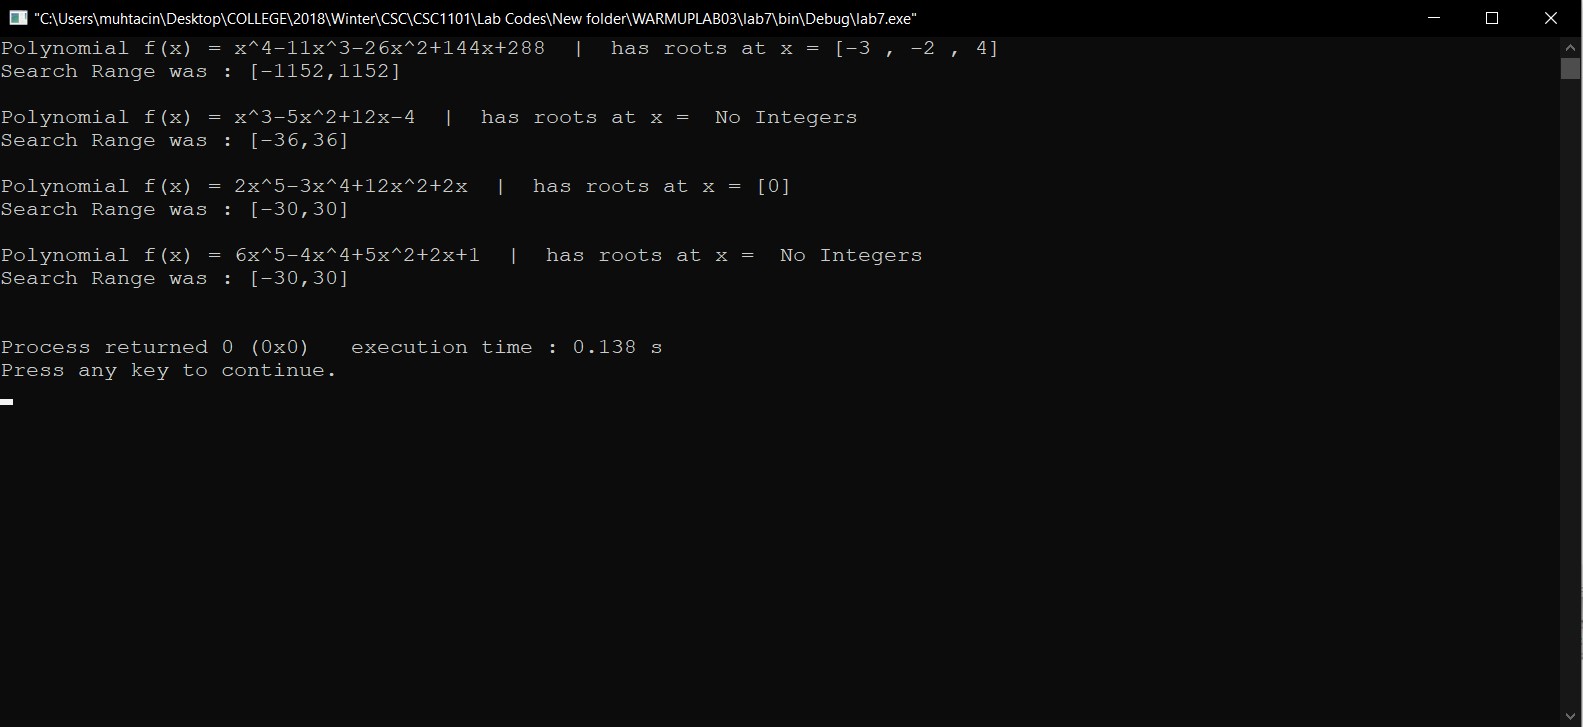 "C:\Users\muhtacin\Desktop\COLLEGE\2018\Winter\CSC\CSC1101\Lab Codes\New folder\WARMUPLAB03\lab7\bin\Debug\lab7.exe"
Polynomial f(x) = x^4-11x^3-26x^2+144x+288  |  has roots at x = [-3 , -2 , 4]
Search Range was : [-1152,1152]
Polynomial f(x) = x^3-5x^2+12x-4  |  has roots at x =  No Integers
Search Range was : [-36,36]
Polynomial f(x) = 2x^5-3x^4+12x^2+2x  |  has roots at x = [0]
Search Range was : [-30,30]
Polynomial f(x) = 6x^5-4x^4+5x^2+2x+1  |  has roots at x =  No Integers
Search Range was : [-30,30]
Process returned 0 (0x0)   execution time : 0.138 s
Press any key to continue.